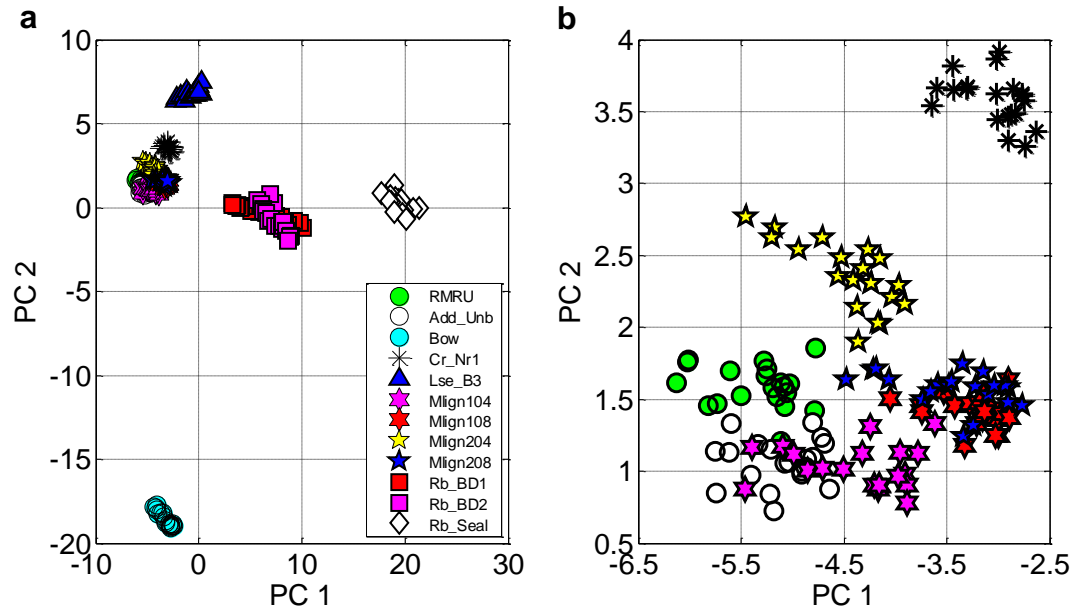 a
b
10
5
0
-5
-10
-15
-20
PC 2
-10
0
10
20
30
PC 1
RMRU
Add_Unb
Bow
Cr_Nr1
Lse_B3
Mlign104
Mlign108
Mlign204
Mlign208
Rb_BD1
Rb_BD2
Rb_Seal
4
3.5
3
2.5
2
1.5
1
0.5
PC 2
-6.5
-5.5
-4.5
-3.5
-2.5
PC 1